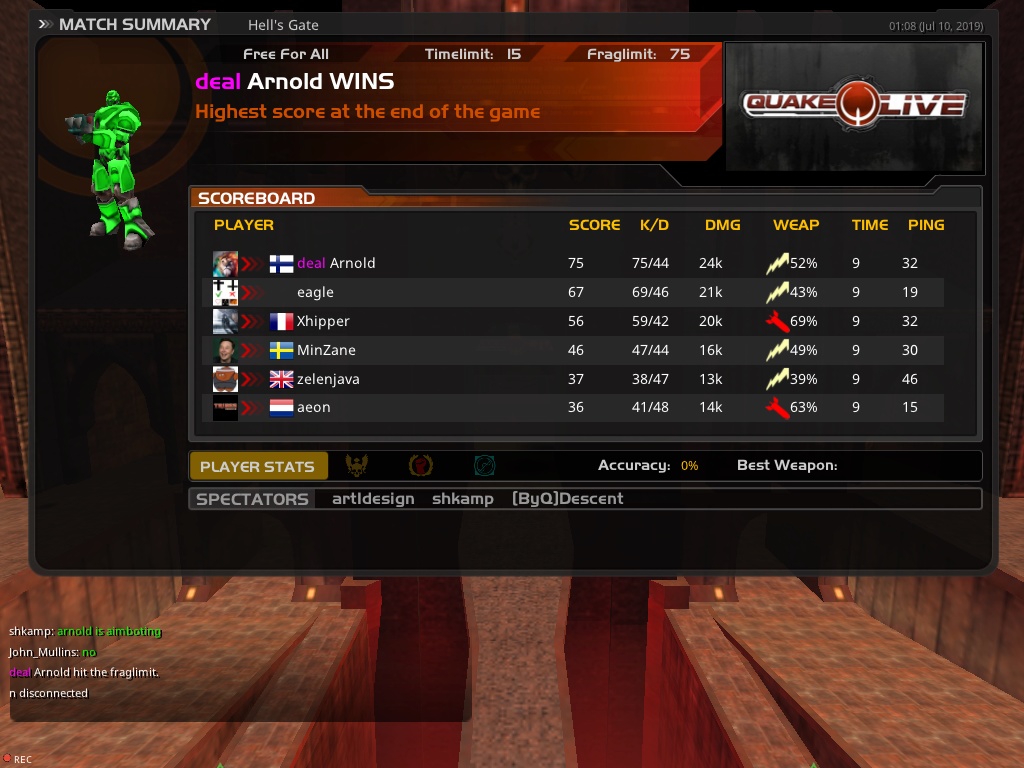 MATCH SUMMARY Hell's Gate 01:08 (Jul 10, 2019)
Free For All Timelimit: 15 Fraglimit: 75
deal Arnold WINS
Highest score at the end of the game
QUAKE LIVE
SCOREBOARD
PLAYER SCORE K/D DMG WEAP TIME PING
deal Arnold 75 75/44 24k 52% 9 32
eagle 67 69/46 21k 43% 9 19
Xhipper 56 59/42 20k 69% 9 32
MinZane 46 47/44 16k 49% 9 30
zelenjava 37 38/47 13k 39% 9 46
aeon 36 41/48 14k 63% 9 15
PLAYER STATS Accuracy: 0% Best Weapon:
SPECTATORS art1design shkamp [ByQ]Descent
shkamp: arnold is aimboting
John_Mullins: no
deal Arnold hit the fraglimit.
n disconnected
REC